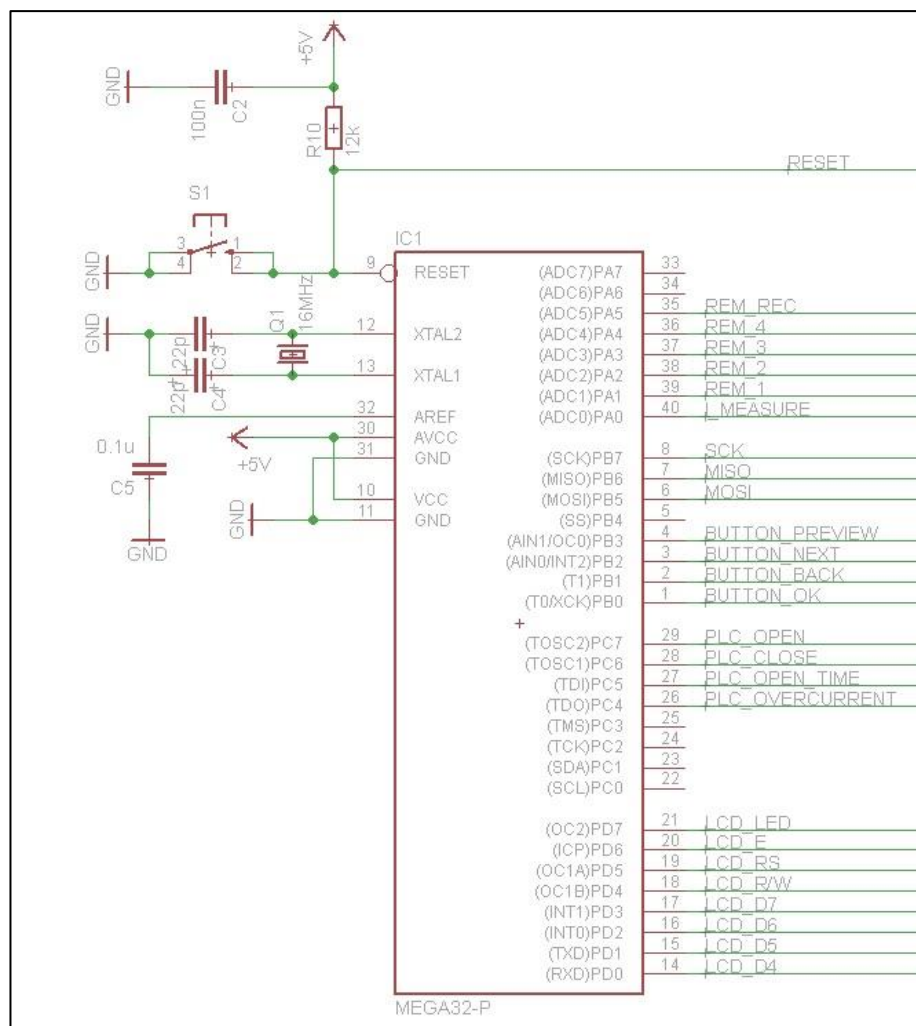 +5V
GND
100n
C2
R10
12k
RESET
S1
3 1
4 2
GND
IC1
9 RESET
Q1
16MHz
GND
22p
C3
12 XTAL2
22p
C4
13 XTAL1
32 AREF
30 AVCC
31 GND
+5V
0.1u
C5
GND
GND
10 VCC
11 GND
(ADC7)PA7 33
(ADC6)PA6 34
(ADC5)PA5 35 REM_REC
(ADC4)PA4 36 REM_4
(ADC3)PA3 37 REM_3
(ADC2)PA2 38 REM_2
(ADC1)PA1 39 REM_1
(ADC0)PA0 40 I_MEASURE
(SCK)PB7 8 SCK
(MISO)PB6 7 MISO
(MOSI)PB5 6 MOSI
(SS)PB4 5
(AIN1/OC0)PB3 4 BUTTON_PREVIEW
(AIN0/INT2)PB2 3 BUTTON_NEXT
(T1)PB1 2 BUTTON_BACK
(T0/XCK)PB0 1 BUTTON_OK
(TOSC2)PC7 29 PLC_OPEN
(TOSC1)PC6 28 PLC_CLOSE
(TDI)PC5 27 PLC_OPEN_TIME
(TDO)PC4 26 PLC_OVERCURRENT
(TMS)PC3 25
(TCK)PC2 24
(SDA)PC1 23
(SCL)PC0 22
(OC2)PD7 21 LCD_LED
(ICP)PD6 20 LCD_E
(OC1A)PD5 19 LCD_RS
(OC1B)PD4 18 LCD_R/W
(INT1)PD3 17 LCD_D7
(INT0)PD2 16 LCD_D6
(TXD)PD1 15 LCD_D5
(RXD)PD0 14 LCD_D4
MEGA32-P